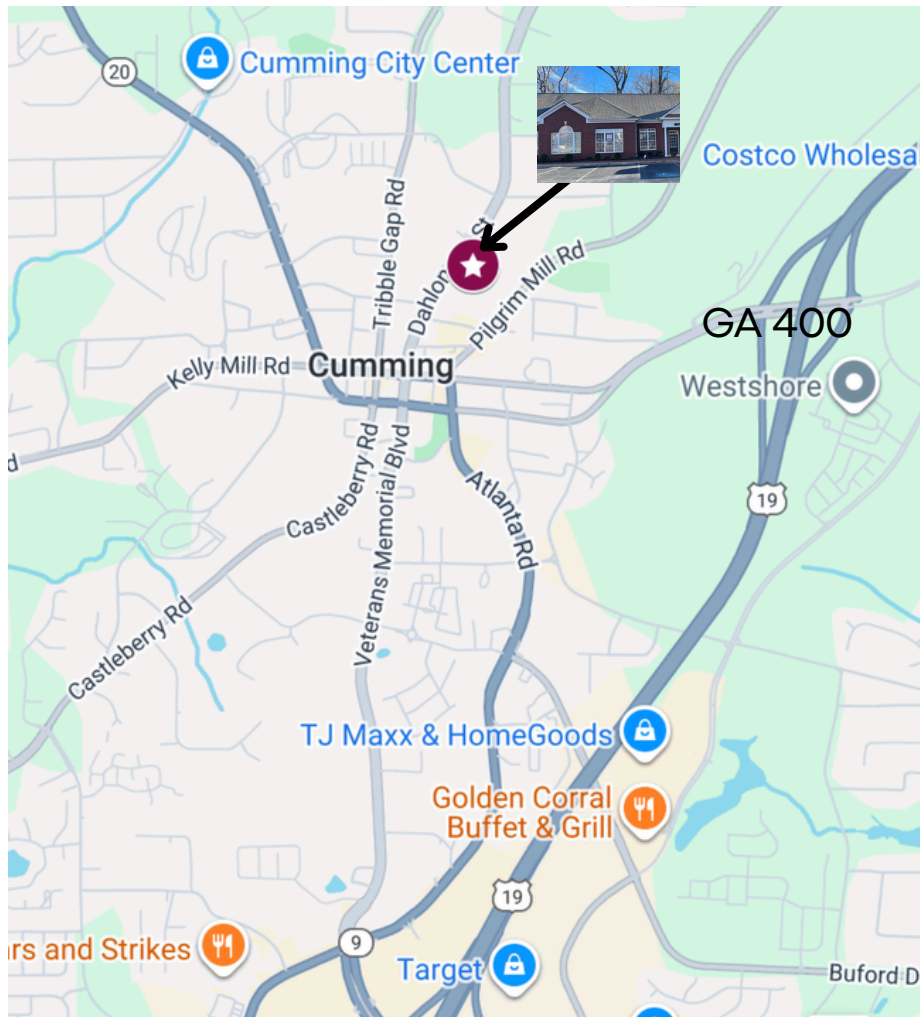 20
Cumming City Center
Costco Wholesa
Tribble Gap Rd
Dahlon
St
Pilgrim Mill Rd
GA 400
Kelly Mill Rd
Cumming
Westshore
d
Castleberry Rd
Veterans Memorial Blvd
Atlanta Rd
19
Castleberry Rd
TJ Maxx & HomeGoods
Golden Corral
Buffet & Grill
19
9
ars and Strikes
Target
Buford D